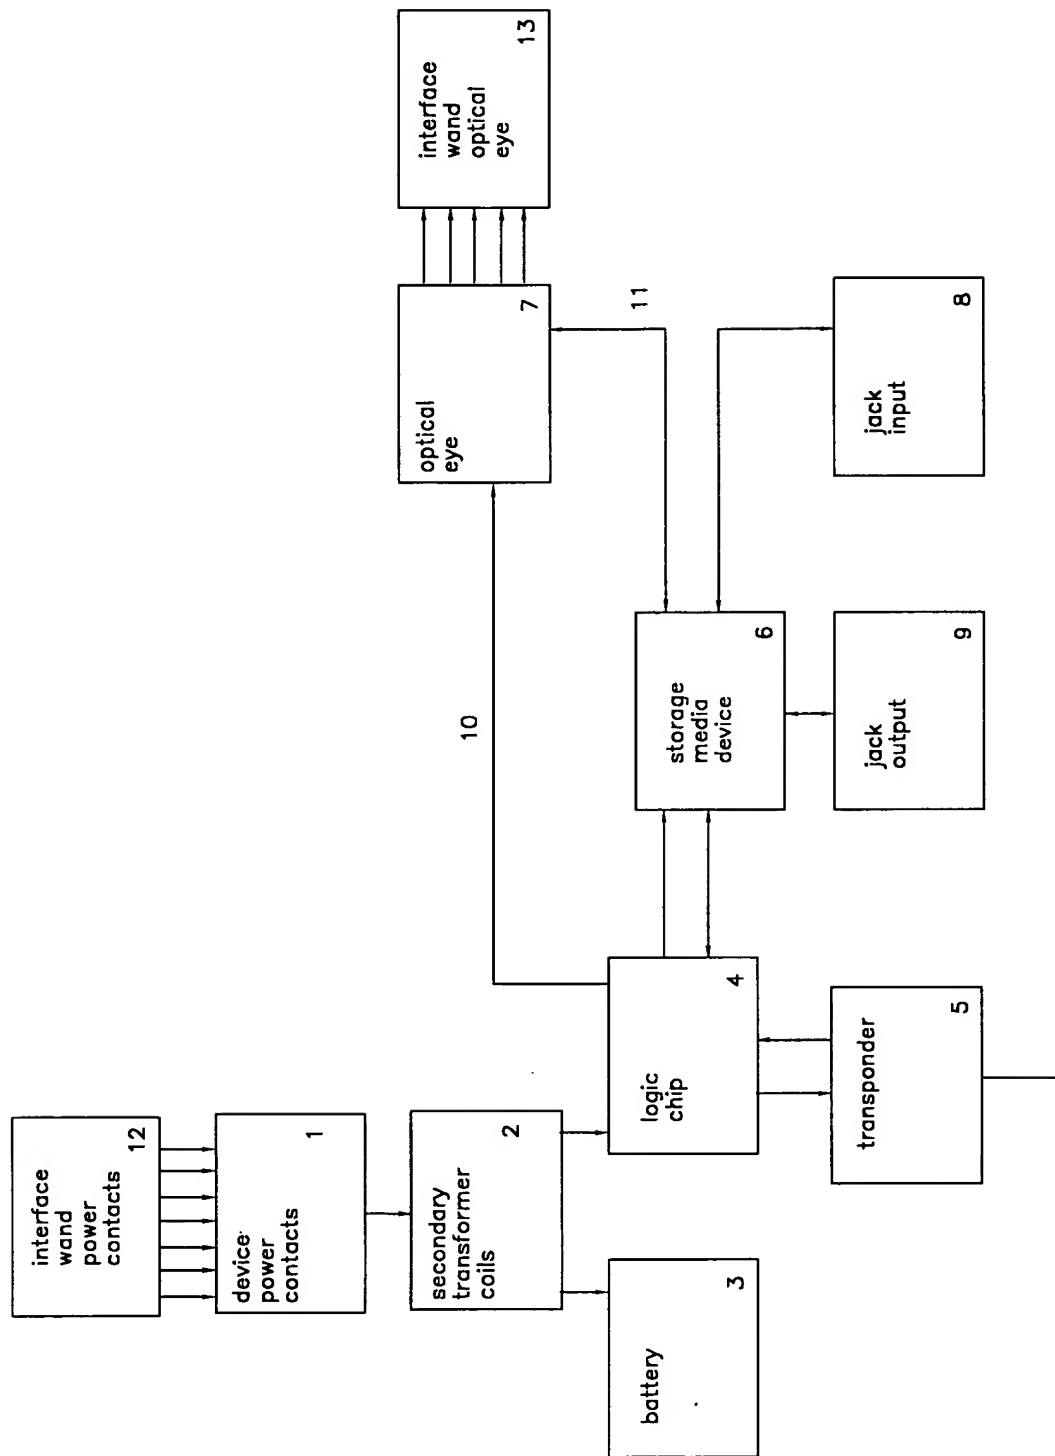 interface
wand
power
contacts
12
device
power
contacts
1
secondary
transformer
coils
2
battery
3
logic
chip
4
transponder
5
10
storage
media
device
6
jack
output
9
optical
eye
7
11
jack
input
8
interface
wand
optical
eye
13